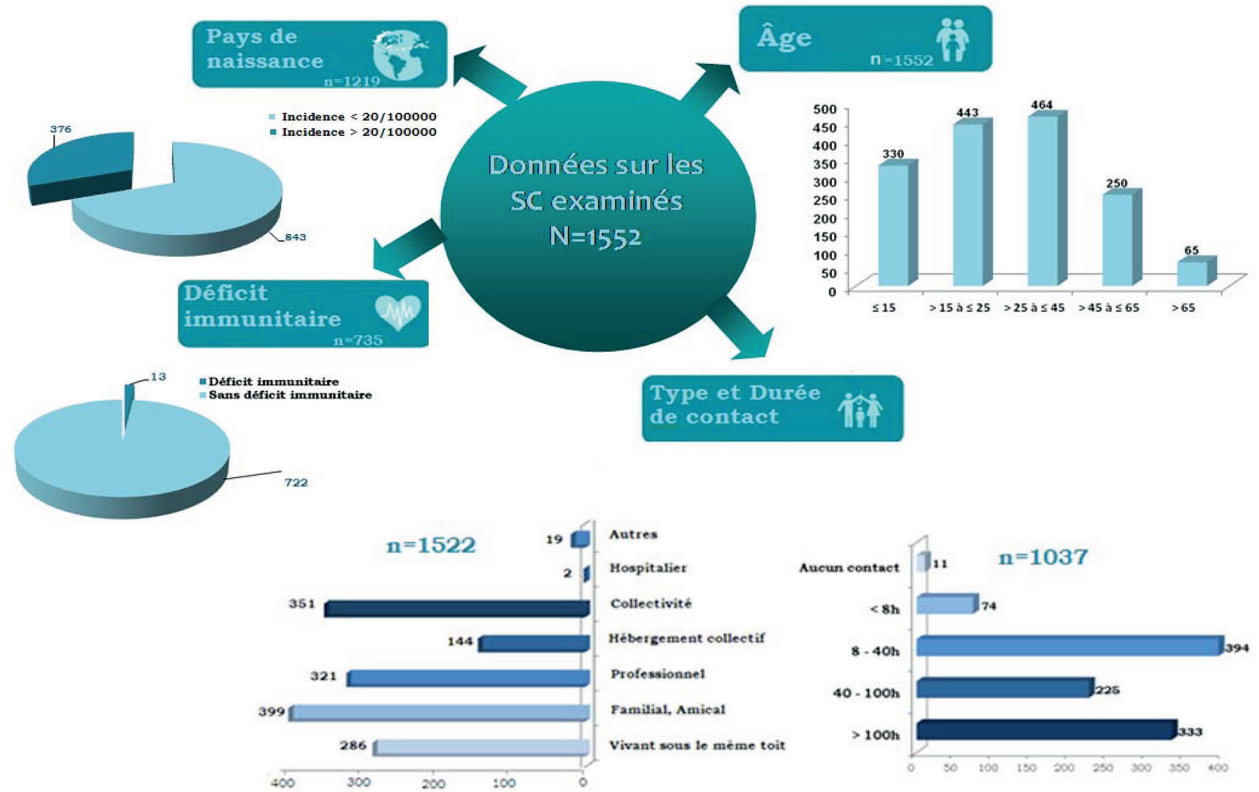 Pays de
naissance
n=1219
Incidence < 20/100000
Incidence > 20/100000
376
843
Âge
n=1552
500
450
400
350
300
250
200
150
100
50
0
330
443
464
250
65
≤ 15
> 15 à ≤ 25
> 25 à ≤ 45
> 45 à ≤ 65
> 65
Données sur les
SC examinés
N=1552
Déficit
immunitaire
n=735
13
Déficit immunitaire
Sans déficit immunitaire
722
Type et Durée
de contact
n=1522
19
Autres
2
Hospitalier
351
Collectivité
144
Hébergement collectif
321
Professionnel
399
Familial, Amical
286
Vivant sous le même toit
400
300
200
100
0
n=1037
Aucun contact
11
< 8h
74
8 - 40h
394
40 - 100h
225
> 100h
333
0
50
100
150
200
250
300
350
400